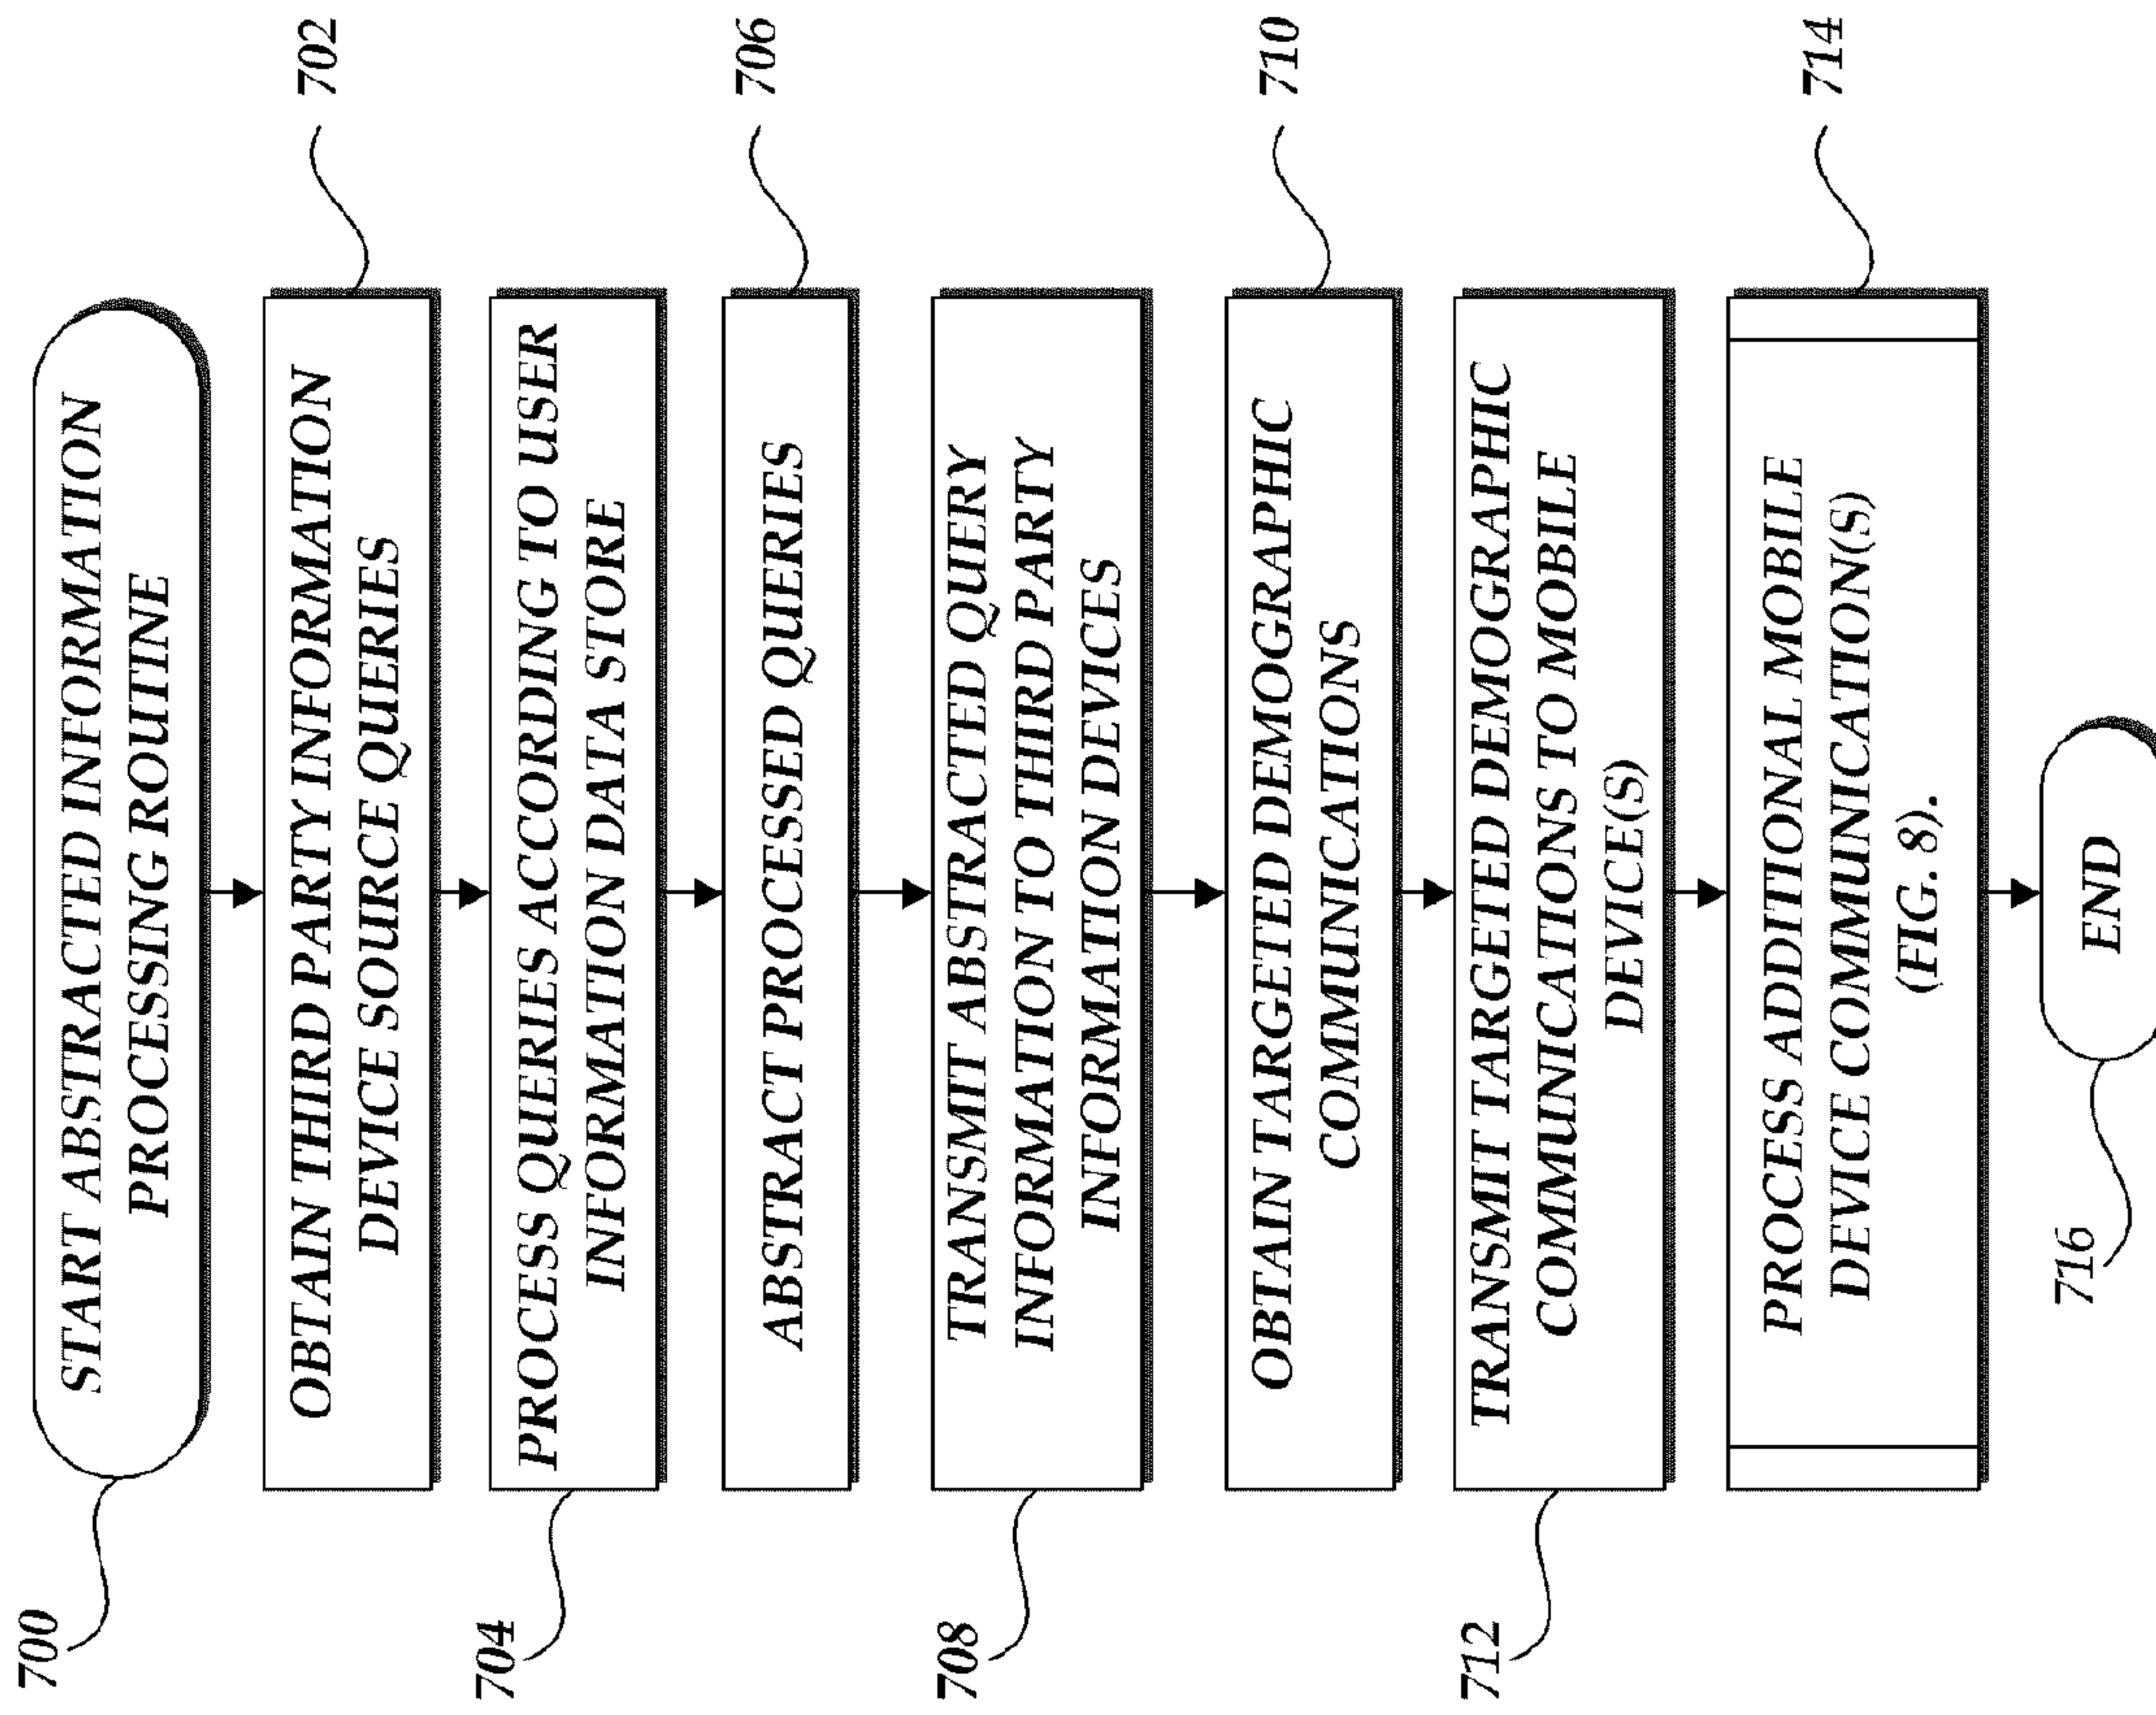 700
START ABSTRACTED INFORMATION
PROCESSING ROUTINE
702
OBTAIN THIRD PARTY INFORMATION
DEVICE SOURCE QUERIES
704
PROCESS QUERIES ACCORDING TO USER
INFORMATION DATA STORE
706
ABSTRACT PROCESSED QUERIES
708
TRANSMIT ABSTRACTED QUERY
INFORMATION TO THIRD PARTY
INFORMATION DEVICES
710
OBTAIN TARGETED DEMOGRAPHIC
COMMUNICATIONS
712
TRANSMIT TARGETED DEMOGRAPHIC
COMMUNICATIONS TO MOBILE
DEVICE(S)
714
PROCESS ADDITIONAL MOBILE
DEVICE COMMUNICATION(S)
(FIG. 8).
716
END